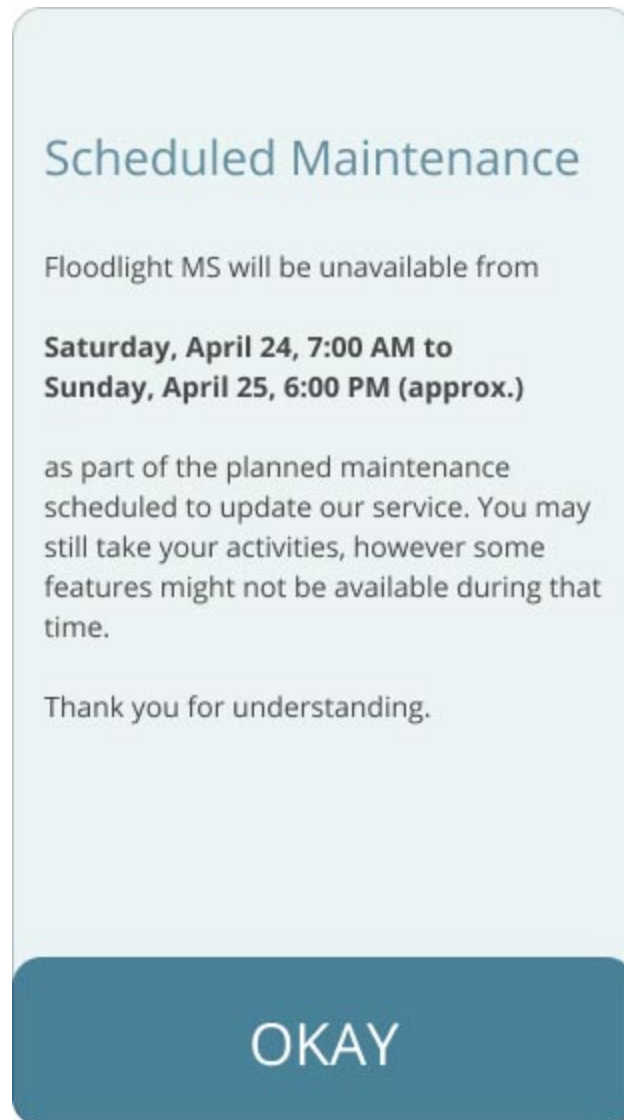 Scheduled Maintenance
Floodlight MS will be unavailable from
Saturday, April 24, 7:00 AM to
Sunday, April 25, 6:00 PM (approx.)
as part of the planned maintenance
scheduled to update our service. You may
still take your activities, however some
features might not be available during that
time.
Thank you for understanding.
OKAY